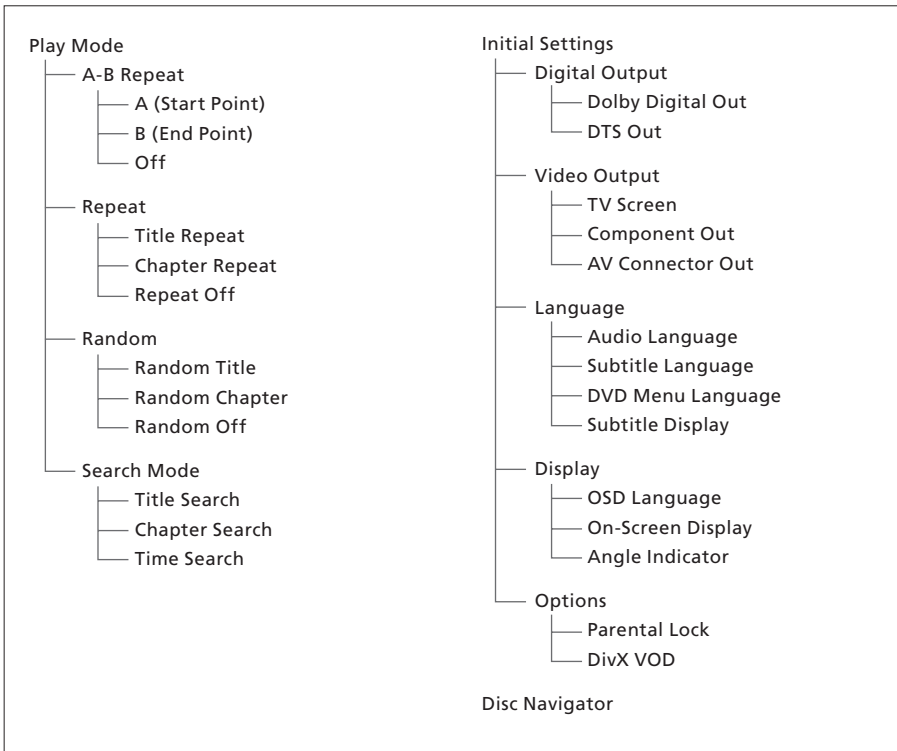 Play Mode
A-B Repeat
A (Start Point)
B (End Point)
Off
Repeat
Title Repeat
Chapter Repeat
Repeat Off
Random
Random Title
Random Chapter
Random Off
Search Mode
Title Search
Chapter Search
Time Search
Initial Settings
Digital Output
Dolby Digital Out
DTS Out
Video Output
TV Screen
Component Out
AV Connector Out
Language
Audio Language
Subtitle Language
DVD Menu Language
Subtitle Display
Display
OSD Language
On-Screen Display
Angle Indicator
Options
Parental Lock
DivX VOD
Disc Navigator